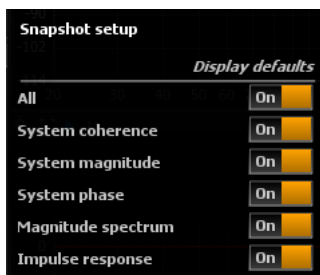 Snapshot setup
Display defaults
All On
System coherence On
System magnitude On
System phase On
Magnitude spectrum On
Impulse response On